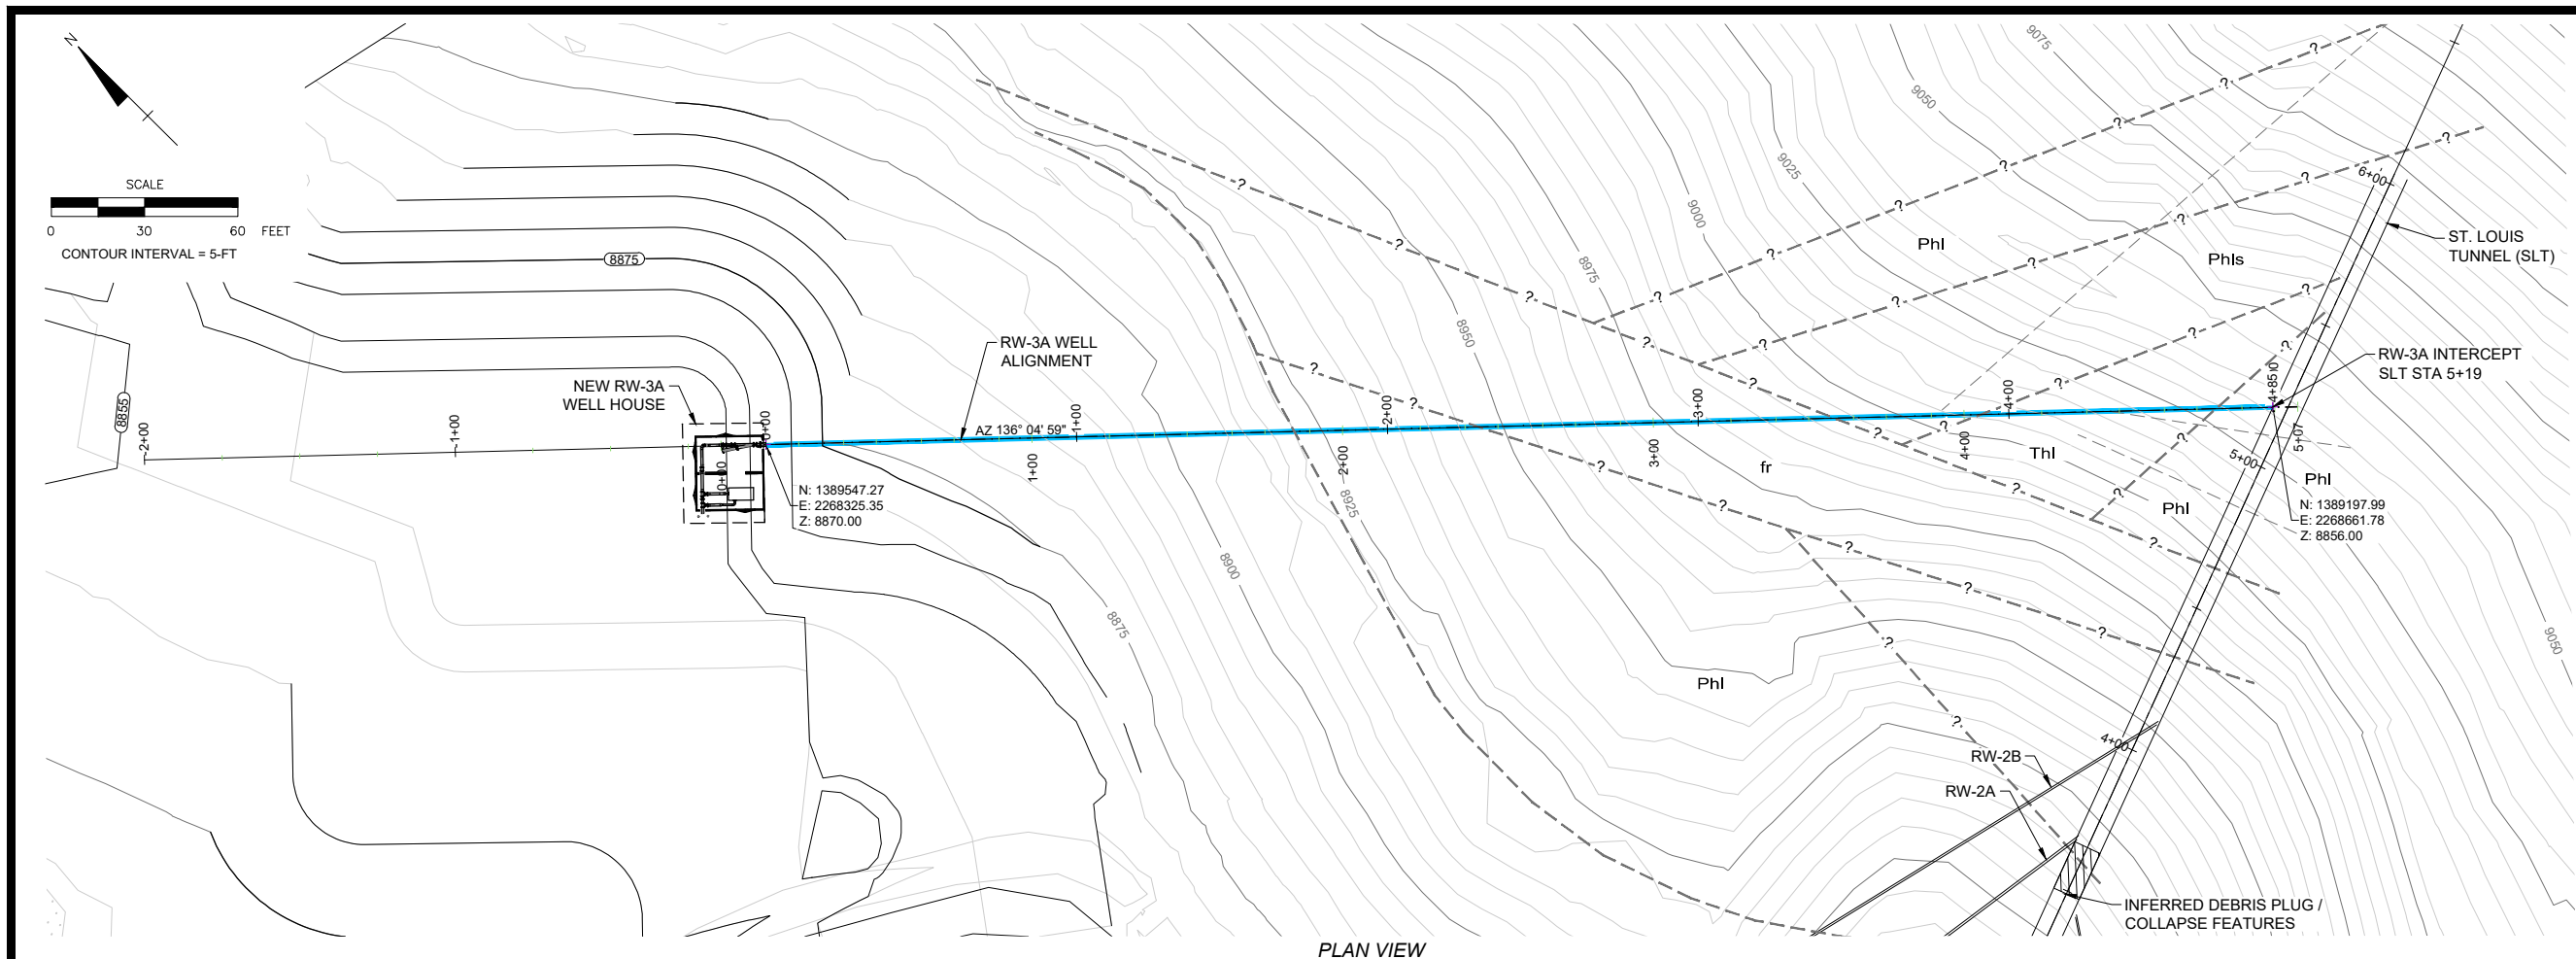 N
SCALE
0 30 60 FEET
CONTOUR INTERVAL = 5-FT
8875
8855
NEW RW-3A
WELL HOUSE
RW-3A WELL
ALIGNMENT
AZ 136° 04' 59"
-2+00
-1+00
0+00
1+00
2+00
3+00
4+00
0+00
1+00
2+00
3+00
4+00
5+07
N: 1389547.27
E: 2268325.35
Z: 8870.00
8875
8900
8925
8950
8975
9000
9025
9050
9075
9050
? ? ? ? ? ? ? ? ? ? ? ? ? ? ? ? ? ? ? ? ? ? ? ? ? ? ? ? ? ? ? ? ? ? ?
Phl
Phls
fr
Thl
Phl
Phl
Phl
6+00
5+00
4+00
ST. LOUIS
TUNNEL (SLT)
RW-3A INTERCEPT
SLT STA 5+19
N: 1389197.99
E: 2268661.78
Z: 8856.00
RW-2B
RW-2A
INFERRED DEBRIS PLUG /
COLLAPSE FEATURES
PLAN VIEW